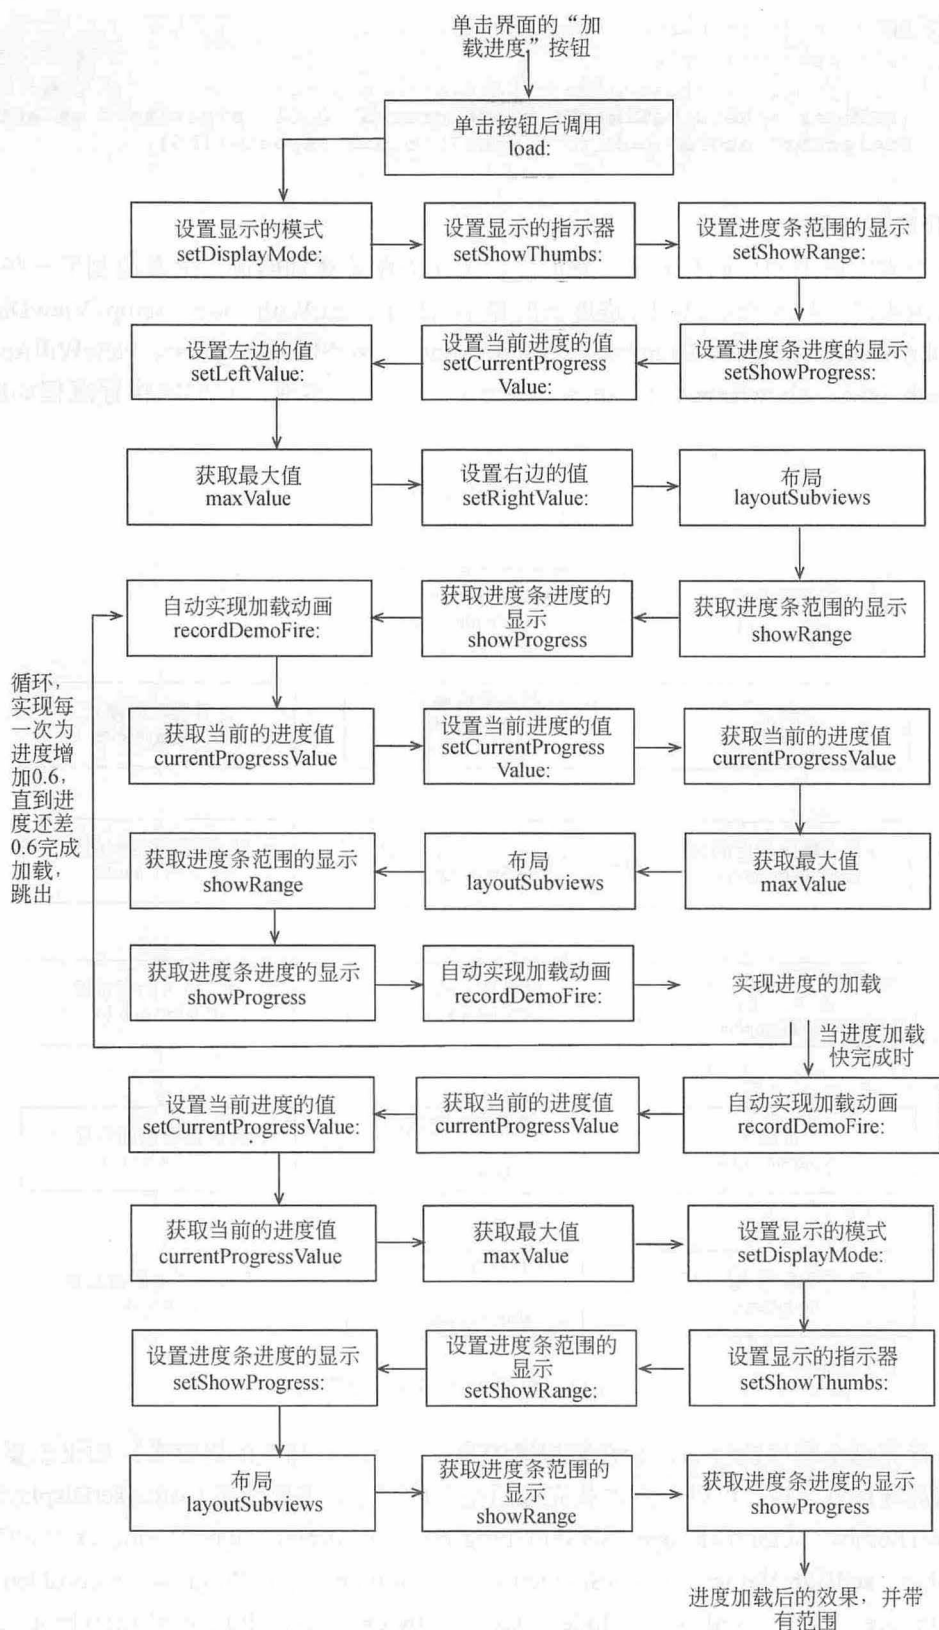 单击界面的“加
载进度”按钮
单击按钮后调用
load:
设置显示的模式
setDisplayMode:
设置显示的指示器
setShowThumbs:
设置进度条范围的显示
setShowRange:
设置左边的值
setLeftValue:
设置当前进度的值
setCurrentProgress
Value:
设置进度条进度的显示
setShowProgress:
获取最大值
maxValue
设置右边的值
setRightValue:
布局
layoutSubviews
自动实现加载动画
recordDemoFire:
获取进度条进度的
显示
showProgress
获取进度条范围的显示
showRange
循环,
实现每
一次为
进度增
加0.6,
直到进
度还差
0.6完成
加载,
跳出
获取当前的进度值
currentProgressValue
设置当前进度的值
setCurrentProgress
Value:
获取当前的进度值
currentProgressValue
获取进度条范围的显示
showRange
布局
layoutSubviews
获取最大值
maxValue
获取进度条进度的显示
showProgress
自动实现加载动画
recordDemoFire:
实现进度的加载
当进度加载
快完成时
设置当前进度的值
setCurrentProgressValue:
获取当前的进度值
currentProgressValue
自动实现加载动画
recordDemoFire:
获取当前的进度值
currentProgressValue
获取最大值
maxValue
设置显示的模式
setDisplayMode:
设置进度条进度的显示
setShowProgress:
设置进度条范围的
显示
setShowRange:
设置显示的指示器
setShowThumbs:
布局
layoutSubviews
获取进度条范围的
显示
showRange
获取进度条进度的显示
showProgress
进度加载后的效果, 并带
有范围